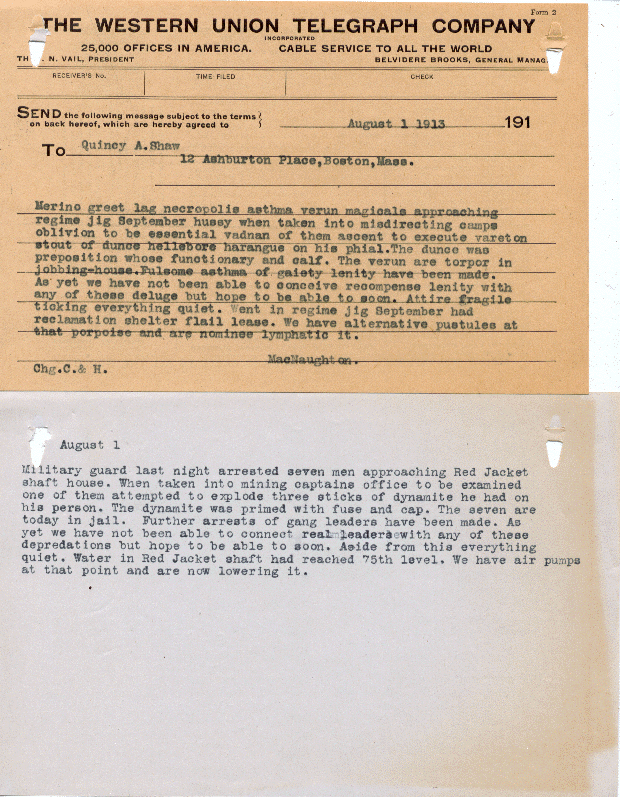 Form 2
THE WESTERN UNION TELEGRAPH COMPANY
INCORPORATED
25,000 OFFICES IN AMERICA. CABLE SERVICE TO ALL THE WORLD
N. VAIL, PRESIDENT BELVIDERE BROOKS, GENERAL MANAG
RECEIVER'S No. TIME FILED CHECK
SEND the following message subject to the terms
on back hereof, which are hereby agreed to
August 1 1913 191
To Quincy A.Shaw
12 Ashburton Place,Boston,Mass.
Merino greet lag necropolis asthma verun magicals approaching
regime jig September hussy when taken into misdirecting camps
oblivion to be essential vadnan of them ascent to execute vareton
stout of dunce hellebore harangue on his phial.The dunce was
preposition whose functionary and calf. The verun are torpor in
jobbing-house.Fulsome asthma of gaiety lenity have been made.
As yet we have not been able to conceive recompense lenity with
any of these deluge but hope to be able to soon. Attire fragile
ticking everything quiet. Went in regime jig September had
reclamation shelter flail lease. We have alternative pustules at
that porpoise and are nominee lymphatic it.
MacNaughton.
Chg.C.& H.
August 1
Military guard last night arrested seven men approaching Red Jacket
shaft house. When taken into mining captains office to be examined
one of them attempted to explode three sticks of dynamite he had on
his person. The dynamite was primed with fuse and cap. The seven are
today in jail. Further arrests of gang leaders have been made. As
yet we have not been able to connect real leaders with any of these
depredations but hope to be able to soon. Aside from this everything
quiet. Water in Red Jacket shaft had reached 75th level. We have air pumps
at that point and are now lowering it.